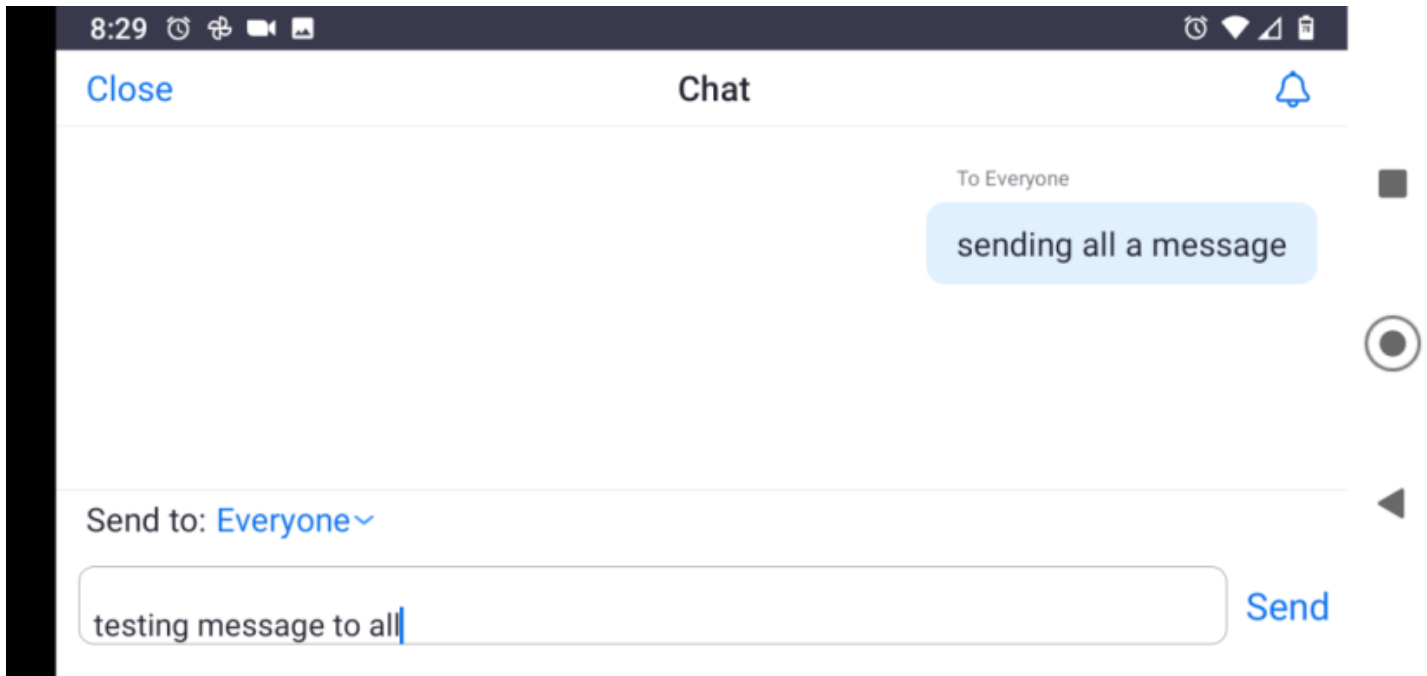 8:29
Close
Chat
To Everyone
sending all a message
Send to: Everyone
testing message to all
Send